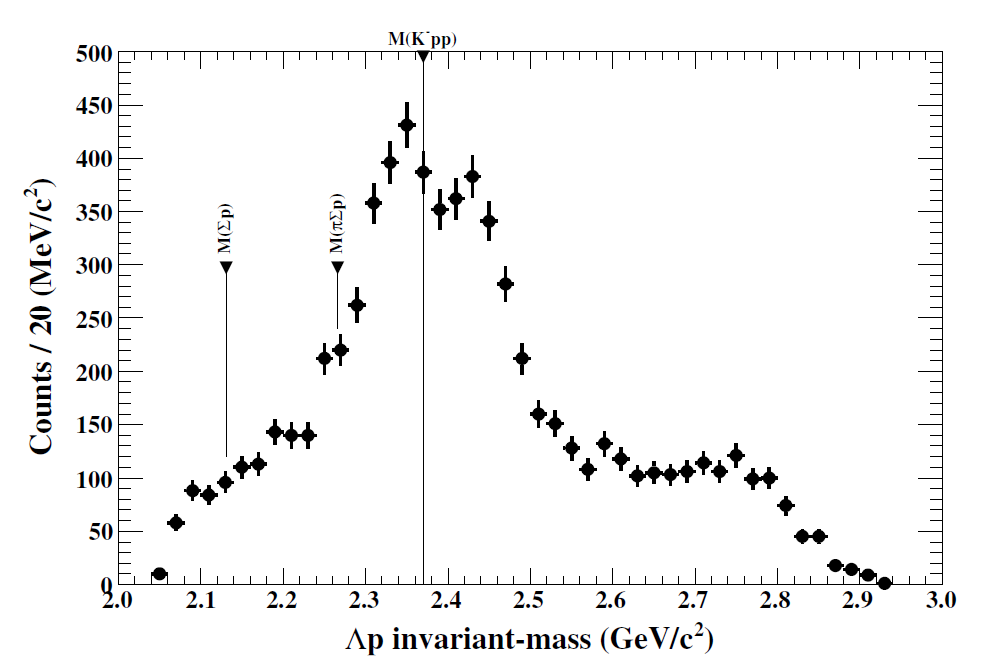 M(K⁻pp)
500
450
400
350
300
250
200
150
100
50
0
Counts / 20 (MeV/c²)
M(Σp)
M(πΣp)
2.0 2.1 2.2 2.3 2.4 2.5 2.6 2.7 2.8 2.9 3.0
Λp invariant-mass (GeV/c²)